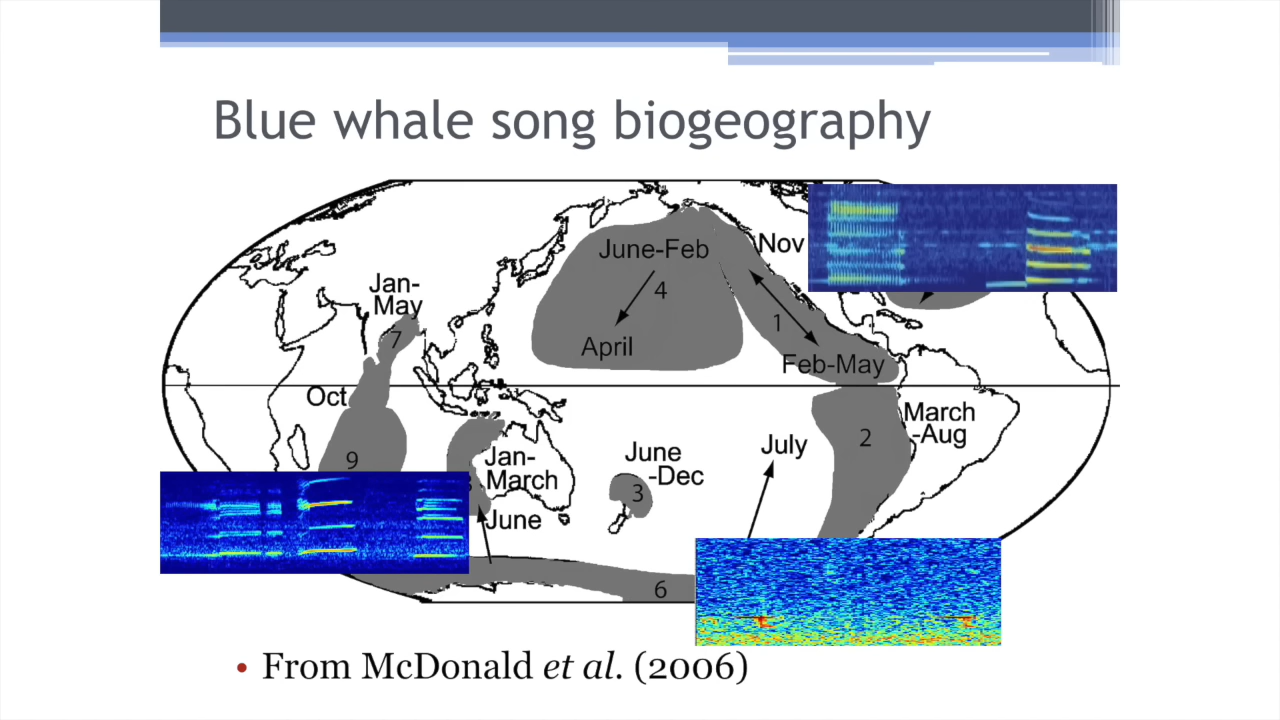 Blue whale song biogeography
June-Feb
Nov
4
Jan-
May
7
1
April
Feb-May
Oct
March
-Aug
2
9
July
June
-Dec
3
Jan-
March
June
6
• From McDonald et al. (2006)